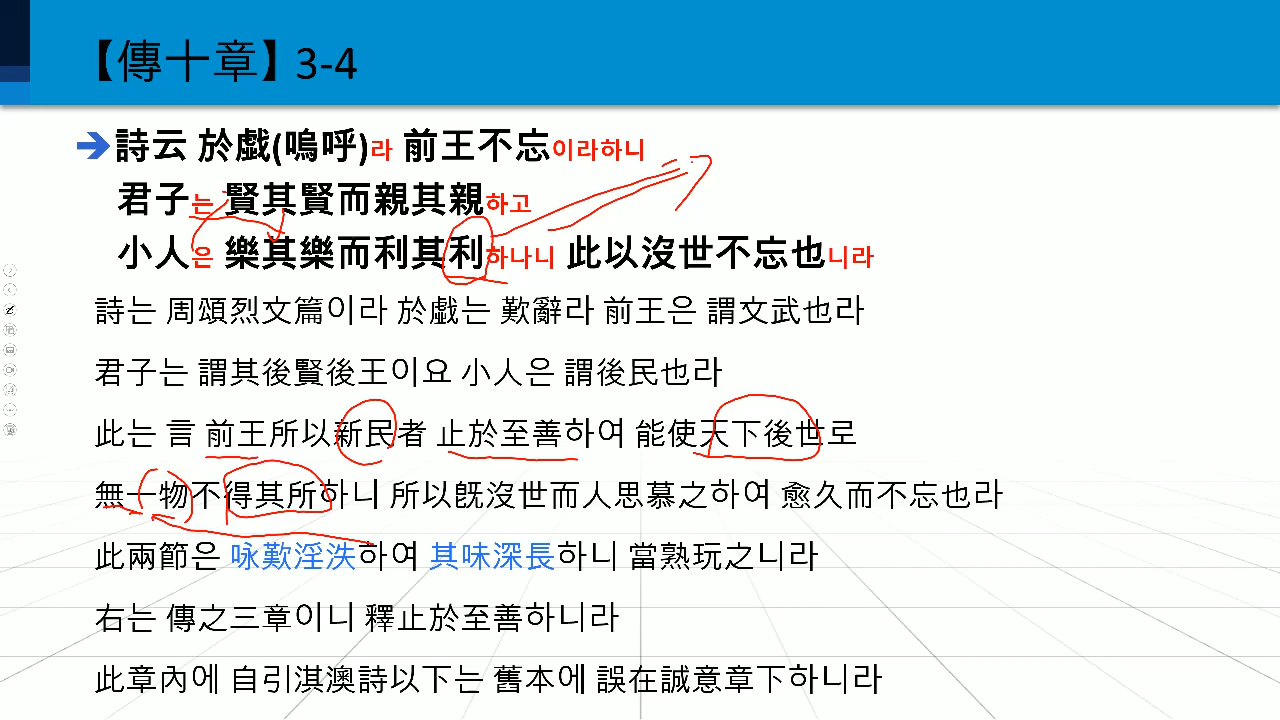 【傳十章】 3-4
詩云 於戲(嗚呼)라 前王不忘이라하니
君子는 賢其賢而親其親하고
小人은 樂其樂而利其利하나니 此以沒世不忘也니라
詩는 周頌烈文篇이라 於戲는 歎辭라 前王은 謂文武也라
君子는 謂其後賢後王이요 小人은 謂後民也라
此는 言 前王所以新民者 止於至善하여 能使天下後世로
無一物不得其所하니 所以旣沒世而人思慕之하여 愈久而不忘也라
此兩節은 咏歎淫泆하여 其味深長하니 當熟玩之니라
右는 傳之三章이니 釋止於至善하니라
此章內에 自引淇澳詩以下는 舊本에 誤在誠意章下하니라